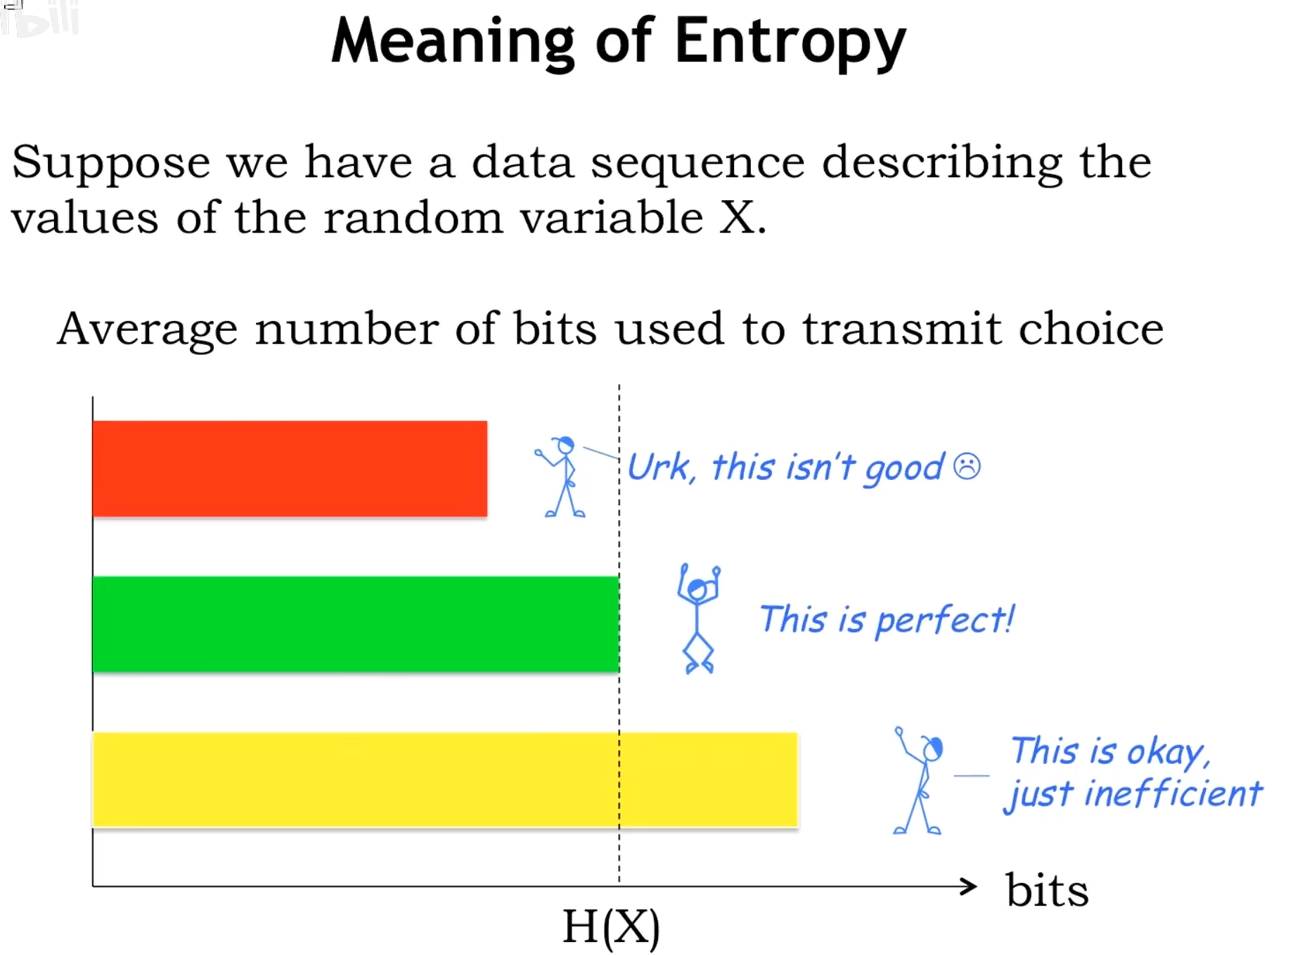 Meaning of Entropy
Suppose we have a data sequence describing the
values of the random variable X.
Average number of bits used to transmit choice
Urk, this isn't good ☹
This is perfect!
This is okay,
just inefficient
bits
H(X)